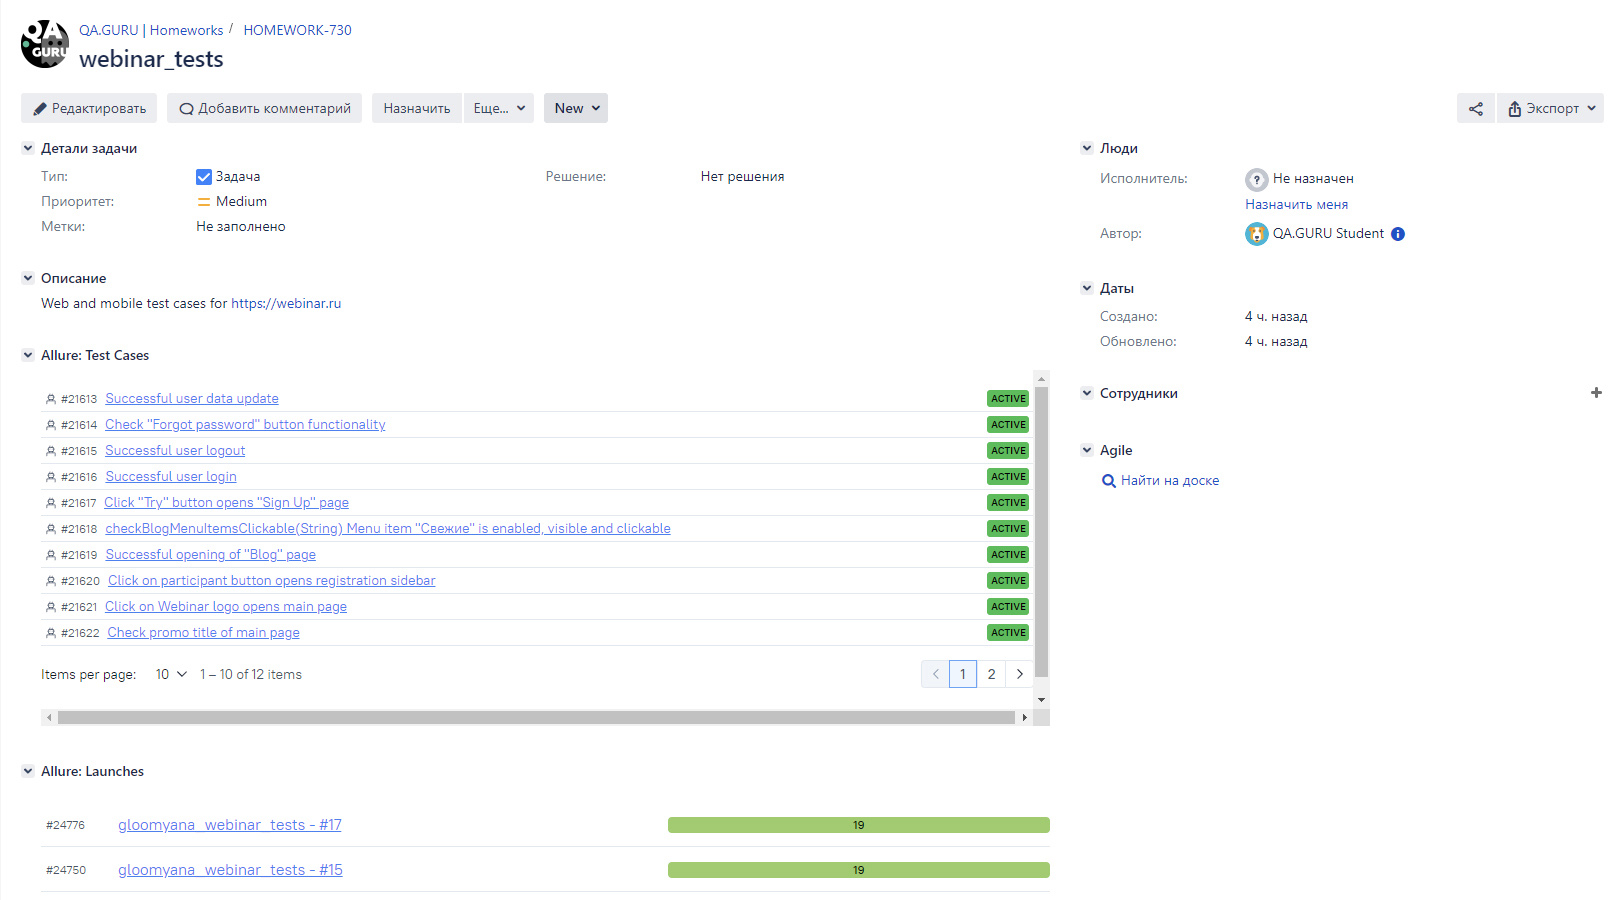 QA GURU
QA.GURU | Homeworks / HOMEWORK-730
webinar_tests
Редактировать Добавить комментарий Назначить Еще... New Экспорт
Детали задачи
Тип: Задача Решение: Нет решения
Приоритет: Medium
Метки: Не заполнено
Описание
Web and mobile test cases for https://webinar.ru
Allure: Test Cases
#21613 Successful user data update ACTIVE
#21614 Check "Forgot password" button functionality ACTIVE
#21615 Successful user logout ACTIVE
#21616 Successful user login ACTIVE
#21617 Click "Try" button opens "Sign Up" page ACTIVE
#21618 checkBlogMenuItemsClickable(String) Menu item "Свежие" is enabled, visible and clickable ACTIVE
#21619 Successful opening of "Blog" page ACTIVE
#21620 Click on participant button opens registration sidebar ACTIVE
#21621 Click on Webinar logo opens main page ACTIVE
#21622 Check promo title of main page ACTIVE
Items per page: 10 1 – 10 of 12 items 1 2
Allure: Launches
#24776 gloomyana_webinar_tests - #17 19
#24750 gloomyana_webinar_tests - #15 19
Люди
Исполнитель: Не назначен
Назначить меня
Автор: QA.GURU Student
Даты
Создано: 4 ч. назад
Обновлено: 4 ч. назад
Сотрудники
Agile
Найти на доске